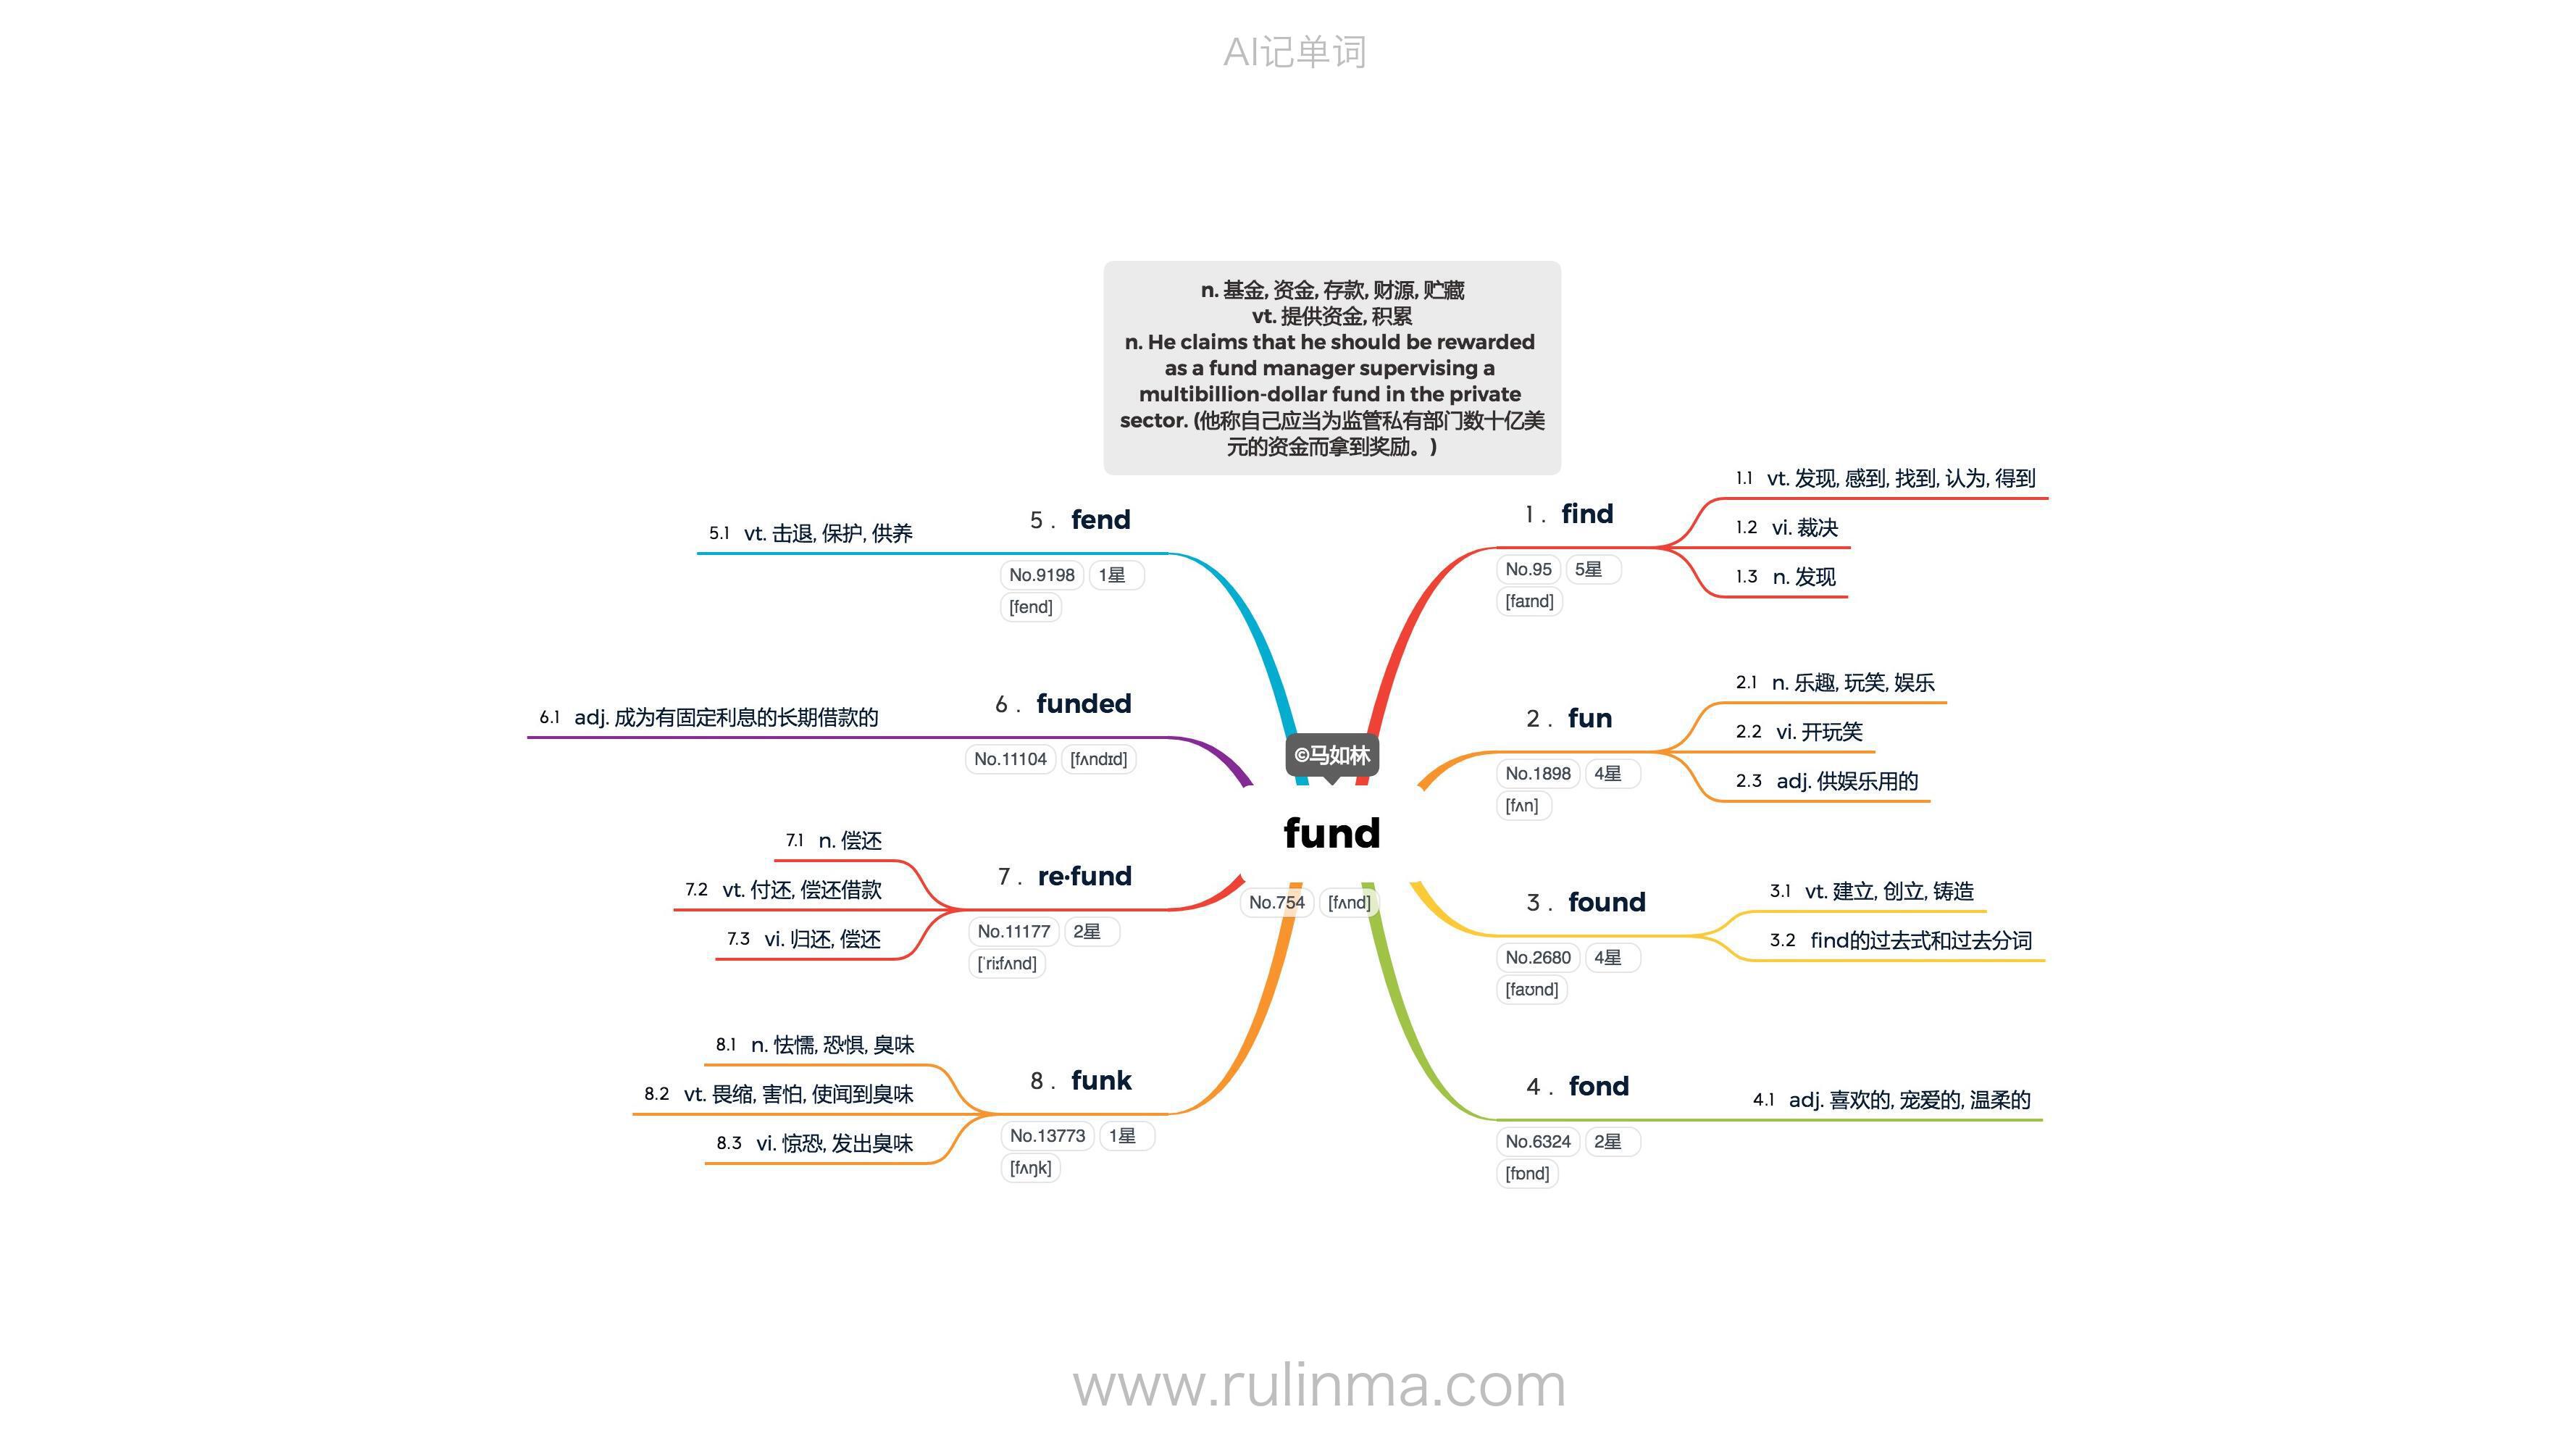 AI记单词
n. 基金, 资金, 存款, 财源, 贮藏
vt. 提供资金, 积累
n. He claims that he should be rewarded
as a fund manager supervising a
multibillion-dollar fund in the private
sector. (他称自己应当为监管私有部门数十亿美
元的资金而拿到奖励。)
©马如林
fund
No.754 [fʌnd]
1 . find
No.95 5星
[faɪnd]
1.1 vt. 发现, 感到, 找到, 认为, 得到
1.2 vi. 裁决
1.3 n. 发现
2 . fun
No.1898 4星
[fʌn]
2.1 n. 乐趣, 玩笑, 娱乐
2.2 vi. 开玩笑
2.3 adj. 供娱乐用的
3 . found
No.2680 4星
[faʊnd]
3.1 vt. 建立, 创立, 铸造
3.2 find的过去式和过去分词
4 . fond
No.6324 2星
[fɒnd]
4.1 adj. 喜欢的, 宠爱的, 温柔的
5 . fend
No.9198 1星
[fend]
5.1 vt. 击退, 保护, 供养
6 . funded
No.11104 [fʌndɪd]
6.1 adj. 成为有固定利息的长期借款的
7 . re·fund
No.11177 2星
[ˈriːfʌnd]
7.1 n. 偿还
7.2 vt. 付还, 偿还借款
7.3 vi. 归还, 偿还
8 . funk
No.13773 1星
[fʌŋk]
8.1 n. 怯懦, 恐惧, 臭味
8.2 vt. 畏缩, 害怕, 使闻到臭味
8.3 vi. 惊恐, 发出臭味
www.rulinma.com